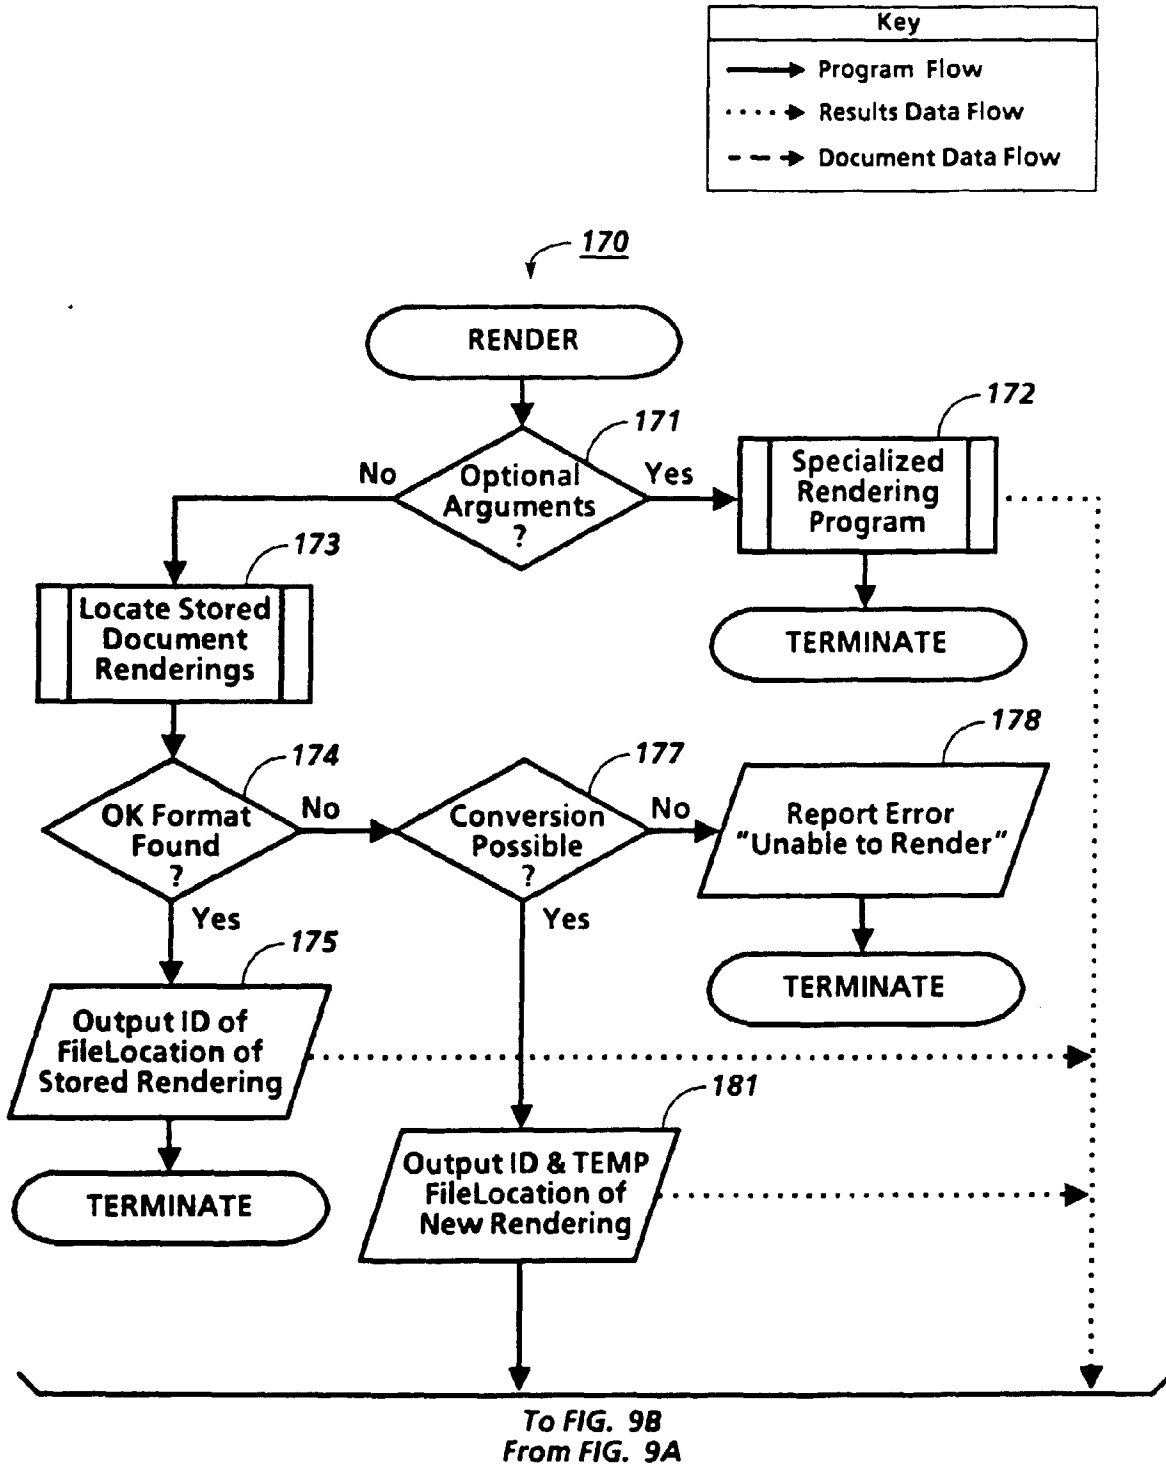 Key
Program Flow
Results Data Flow
Document Data Flow
170
RENDER
171
172
No
Optional
Arguments
?
Yes
Specialized
Rendering
Program
173
Locate Stored
Document
Renderings
TERMINATE
174
177
178
OK Format
Found
?
No
Conversion
Possible
?
No
Report Error
"Unable to Render"
Yes
Yes
175
TERMINATE
Output ID of
FileLocation of
Stored Rendering
181
Output ID & TEMP
FileLocation of
New Rendering
TERMINATE
To FIG. 9B
From FIG. 9A